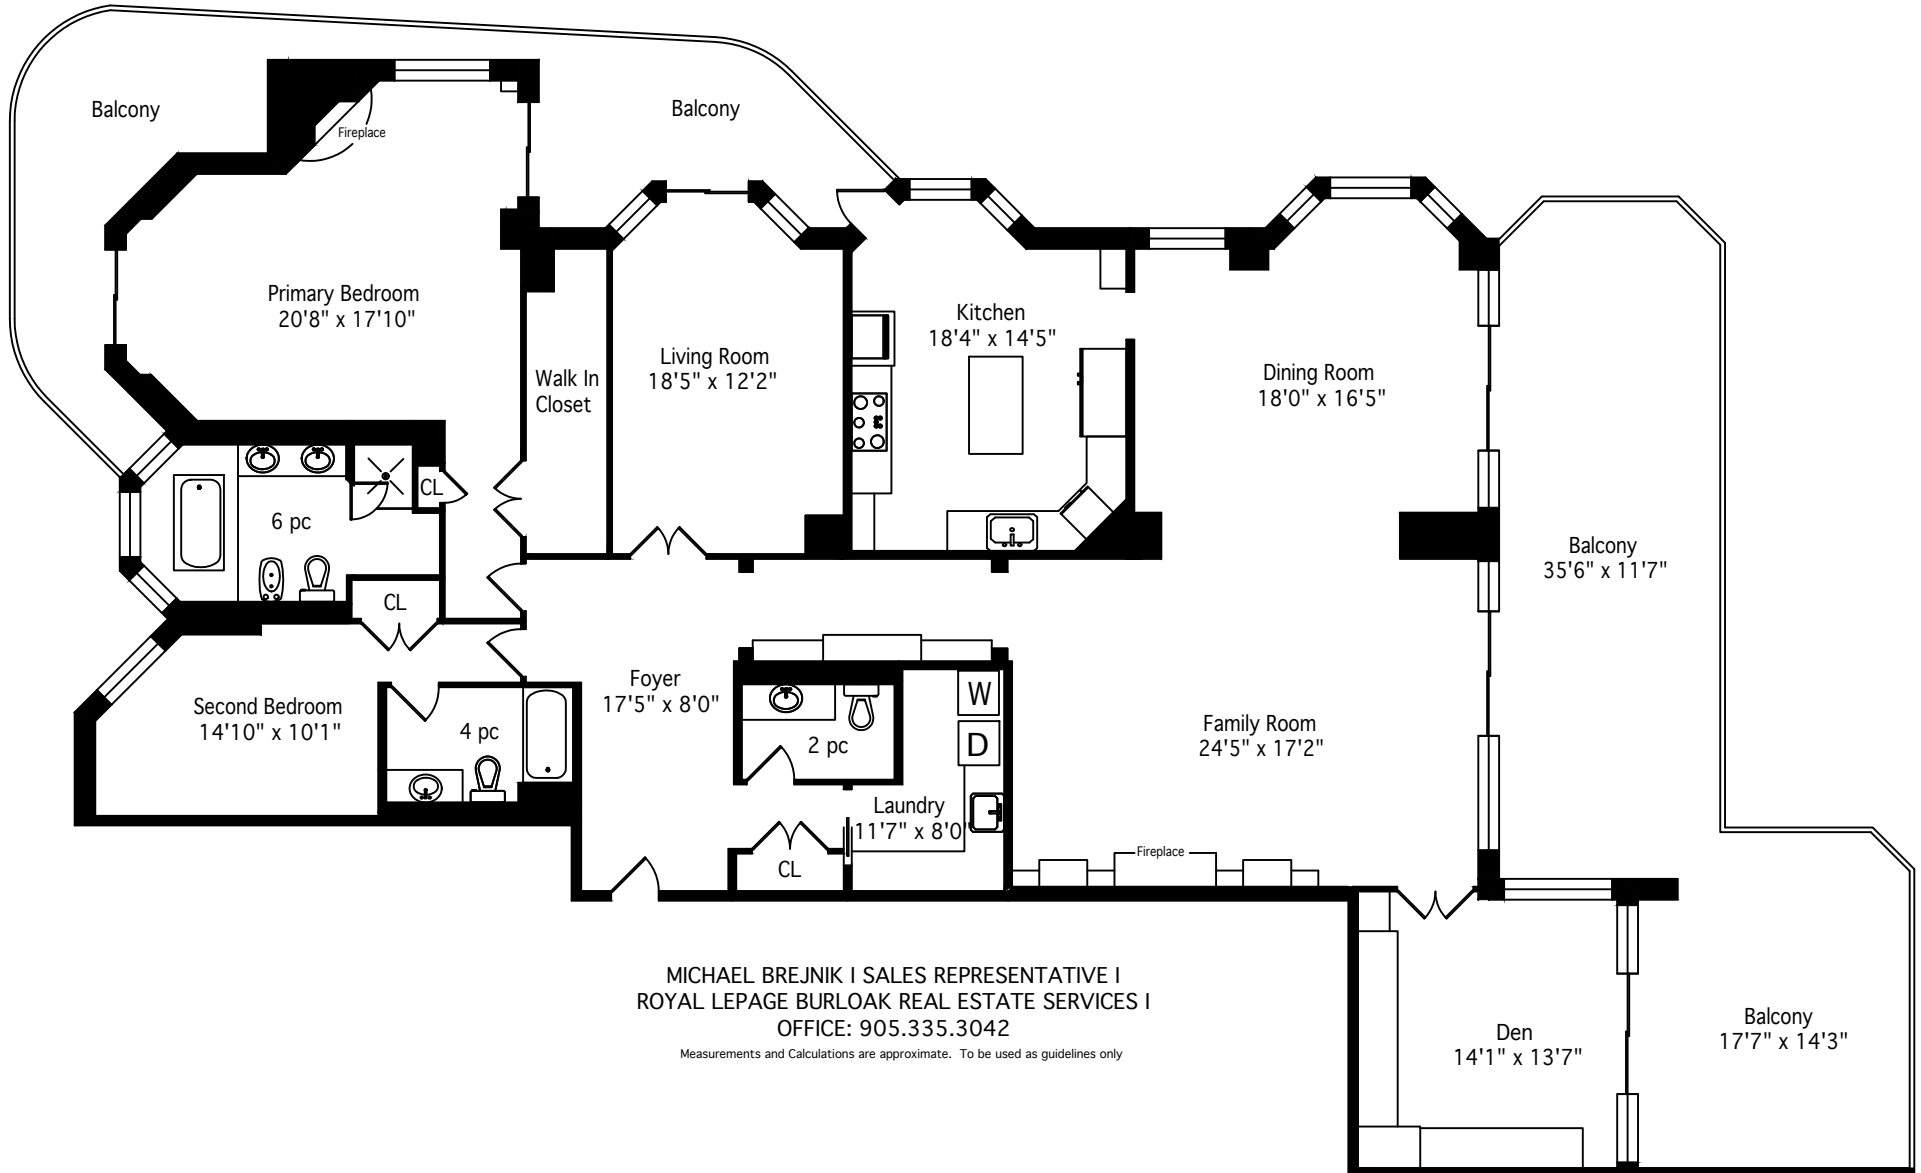 Balcony
Balcony
Fireplace
Primary Bedroom
20'8" x 17'10"
Kitchen
18'4" x 14'5"
Living Room
18'5" x 12'2"
Walk In
Closet
Dining Room
18'0" x 16'5"
CL
6 pc
Balcony
35'6" x 11'7"
CL
Foyer
17'5" x 8'0"
W
Second Bedroom
14'10" x 10'1"
4 pc
2 pc
D
Family Room
24'5" x 17'2"
Laundry
11'7" x 8'0"
CL
Fireplace
MICHAEL BREJNIK I SALES REPRESENTATIVE I
ROYAL LEPAGE BURLOAK REAL ESTATE SERVICES I
OFFICE: 905.335.3042
Measurements and Calculations are approximate. To be used as guidelines only
Den
14'1" x 13'7"
Balcony
17'7" x 14'3"